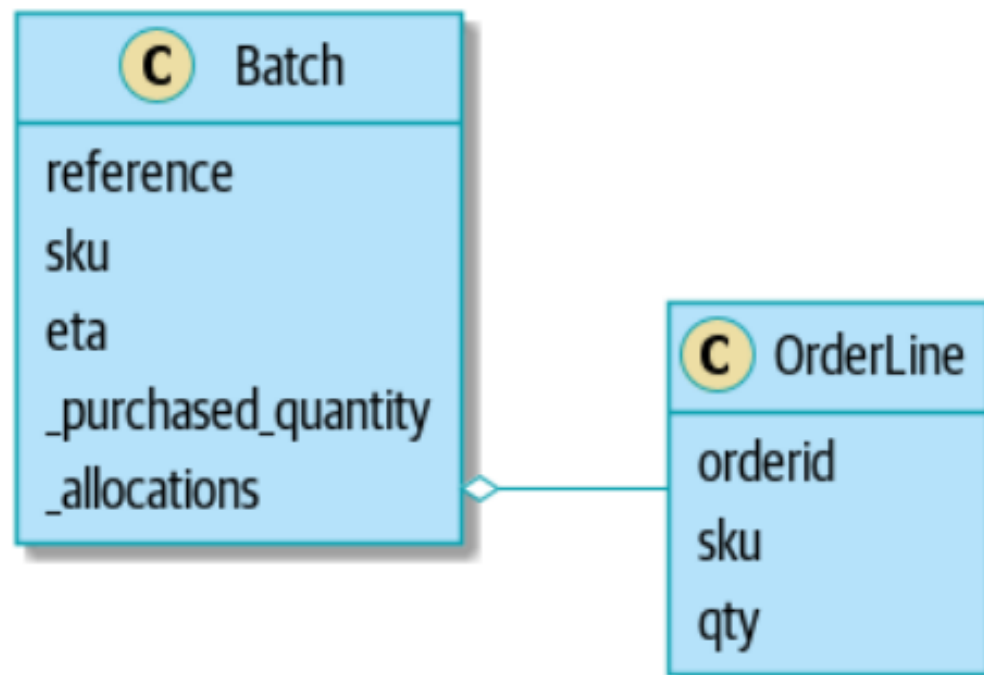 C Batch
reference
sku
eta
_purchased_quantity
_allocations
C OrderLine
orderid
sku
qty